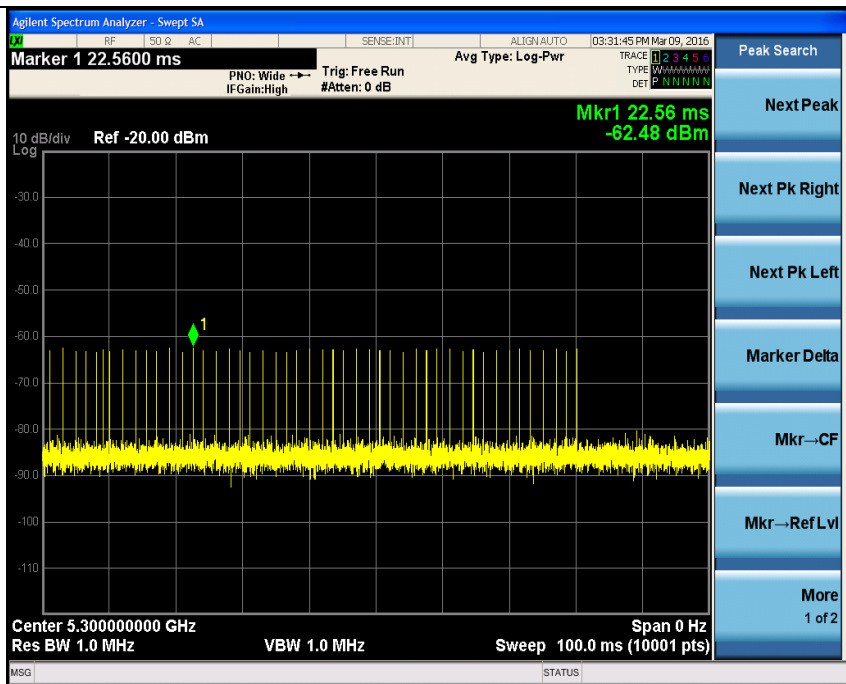 Agilent Spectrum Analyzer - Swept SA
LXI RF 50 Ω AC SENSE:INT ALIGN AUTO 03:31:45 PM Mar 09, 2016
Marker 1 22.5600 ms
PNO: Wide
IFGain:High
Trig: Free Run
#Atten: 0 dB
Avg Type: Log-Pwr
TRACE 1 2 3 4 5 6
TYPE WWWWWW
DET P N N N N N
Mkr1 22.56 ms
-62.48 dBm
10 dB/div Ref -20.00 dBm
Log
-30.0
-40.0
-50.0
1
-60.0
-70.0
-80.0
-90.0
-100
-110
Center 5.300000000 GHz Span 0 Hz
Res BW 1.0 MHz VBW 1.0 MHz Sweep 100.0 ms (10001 pts)
MSG STATUS
Peak Search
Next Peak
Next Pk Right
Next Pk Left
Marker Delta
Mkr→CF
Mkr→Ref Lvl
More
1 of 2